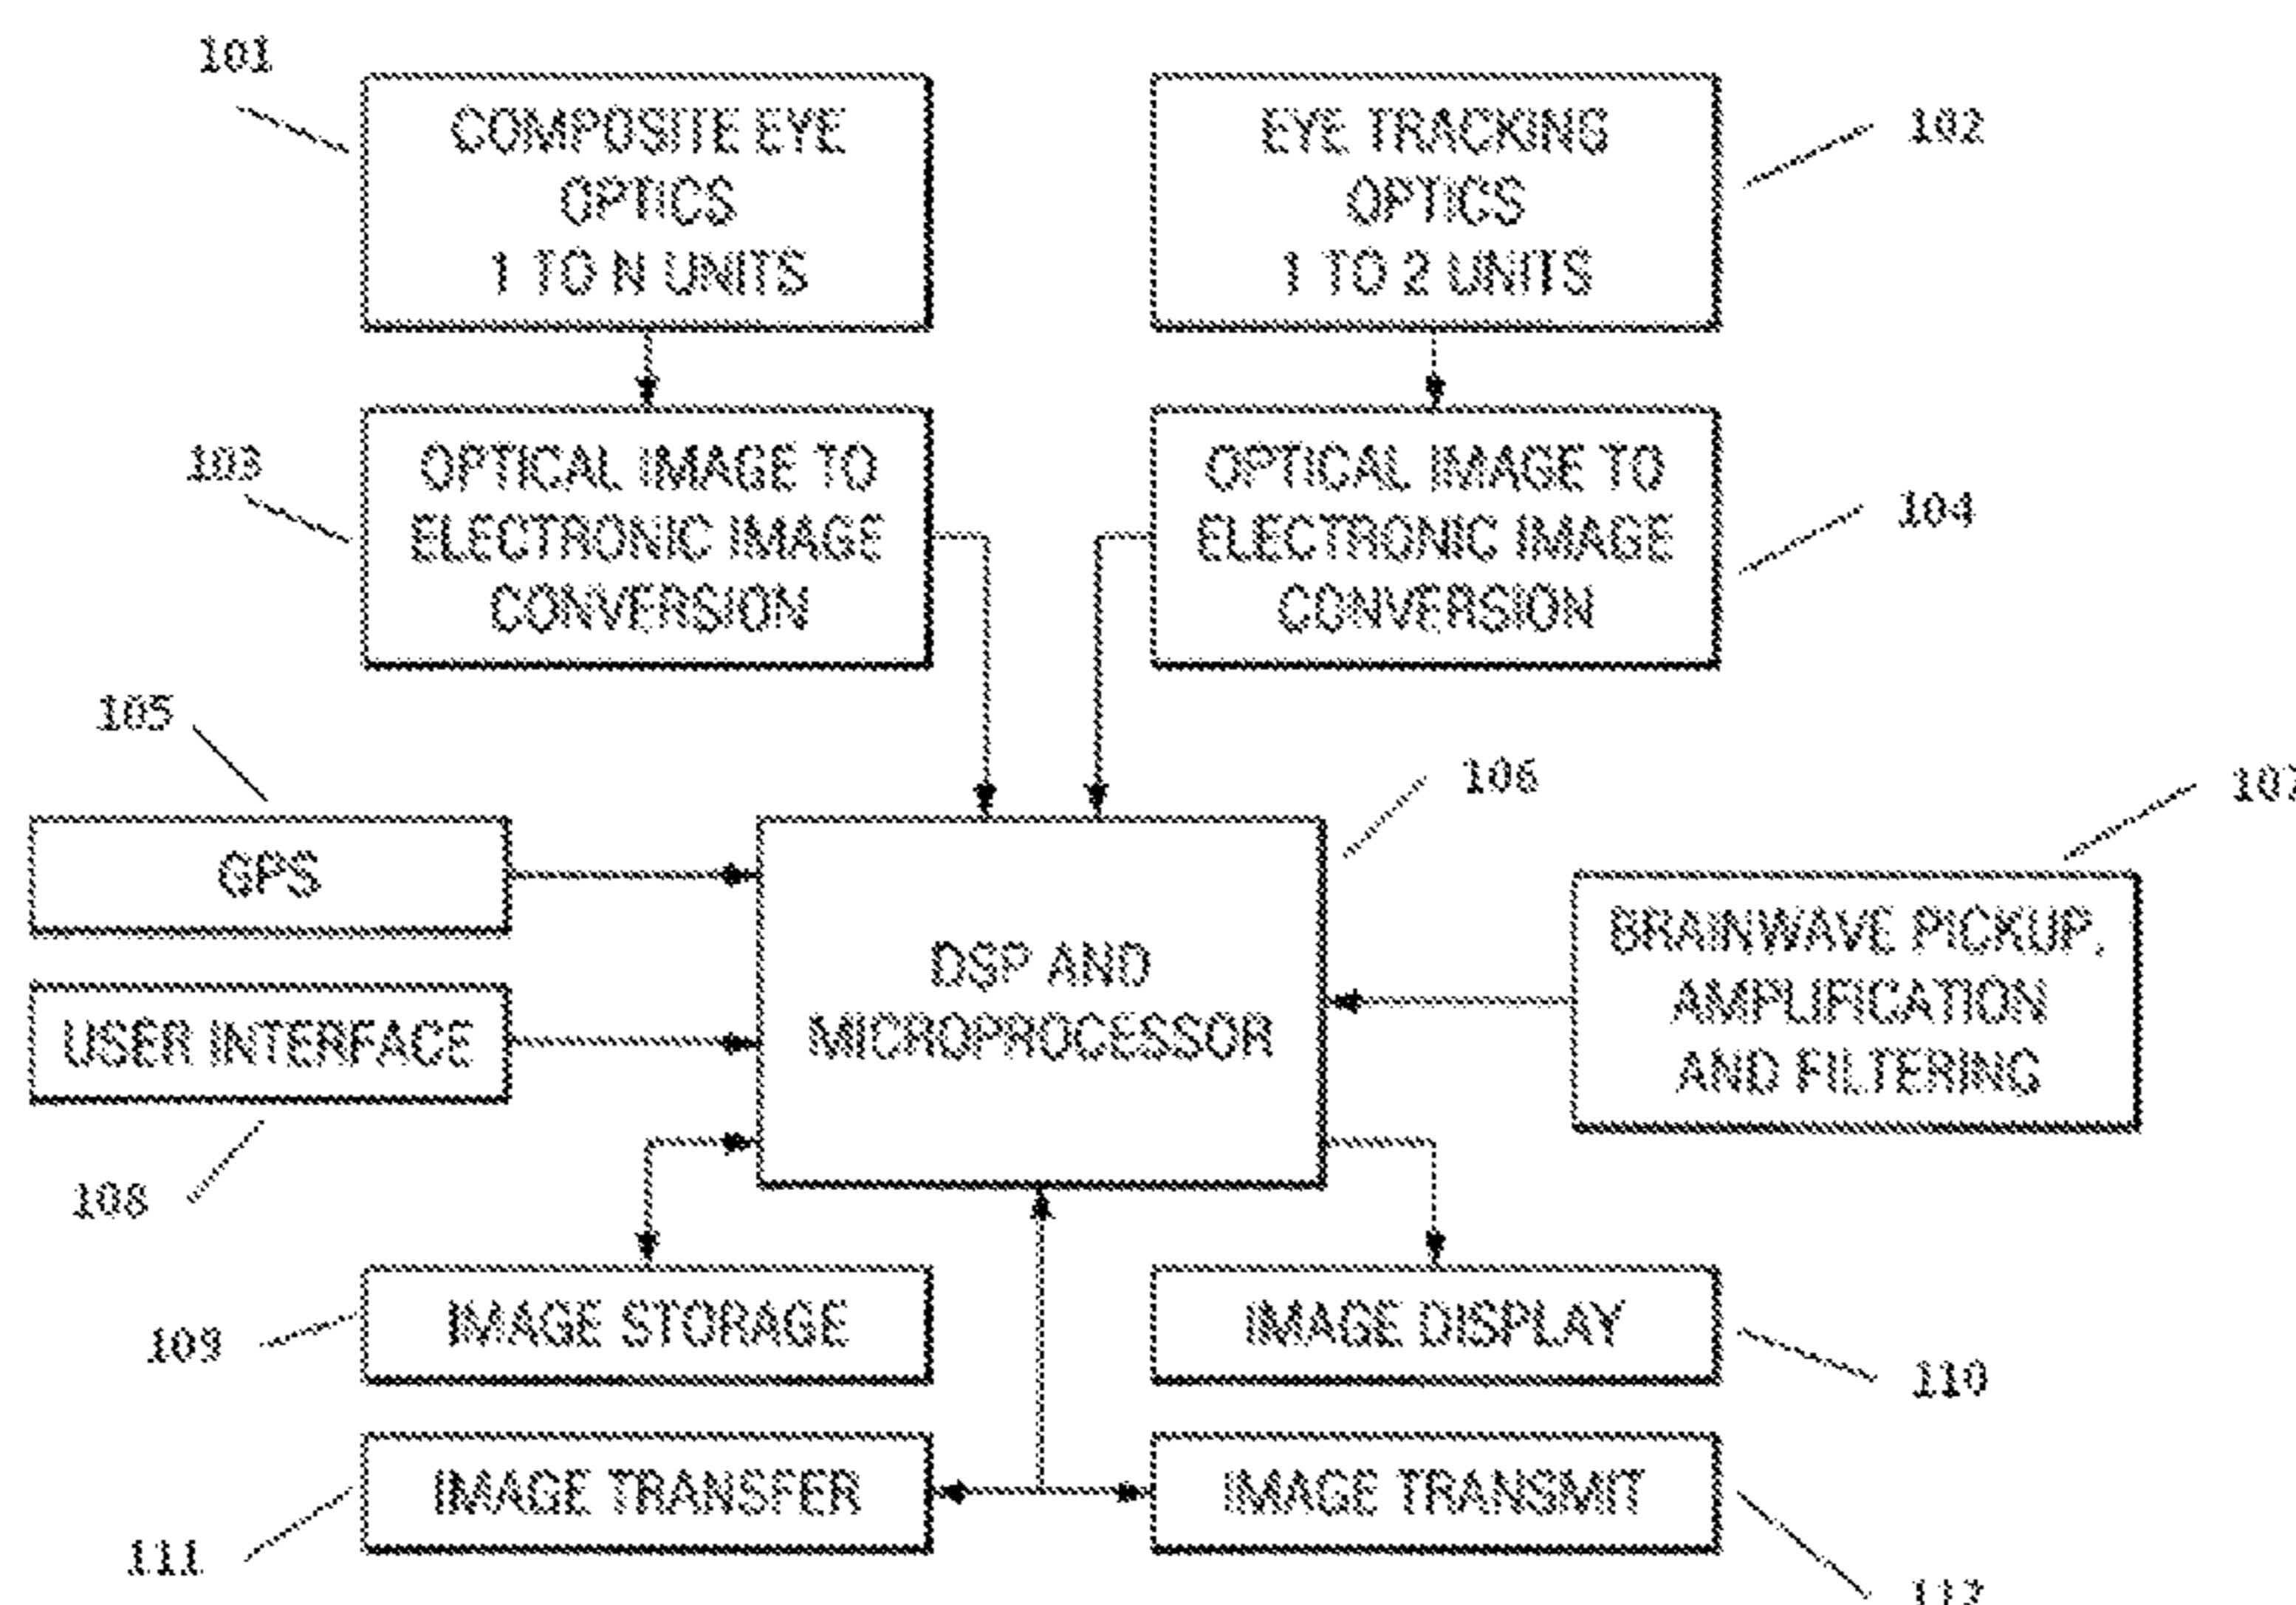 101
COMPOSITE EYE
OPTICS
1 TO N UNITS
EYE TRACKING
OPTICS
1 TO 2 UNITS
102
103
OPTICAL IMAGE TO
ELECTRONIC IMAGE
CONVERSION
OPTICAL IMAGE TO
ELECTRONIC IMAGE
CONVERSION
104
105
GPS
106
107
DSP AND
MICROPROCESSOR
BRAINWAVE PICKUP,
AMPLIFICATION
AND FILTERING
USER INTERFACE
108
109
IMAGE STORAGE
IMAGE DISPLAY
110
111
IMAGE TRANSFER
IMAGE TRANSMIT
112